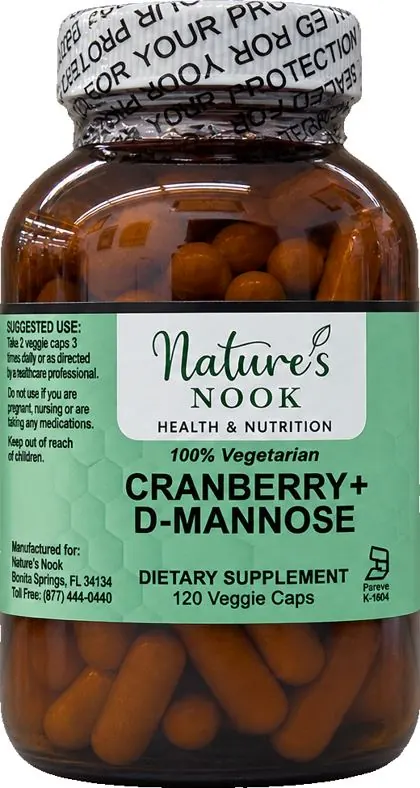 YOUR PROTECTION
SEALED FOR
SUGGESTED USE:
Take 2 veggie caps 3
times daily or as directed
by a healthcare professional.
Do not use if you are
pregnant, nursing or are
taking any medications.
Keep out of reach
of children.
Manufactured for:
Nature's Nook
Bonita Springs, FL 34134
Toll Free: (877) 444-0440
Nature's
NOOK
HEALTH & NUTRITION
100% Vegetarian
CRANBERRY+
D-MANNOSE
DIETARY SUPPLEMENT
120 Veggie Caps
Pareve
K-1604